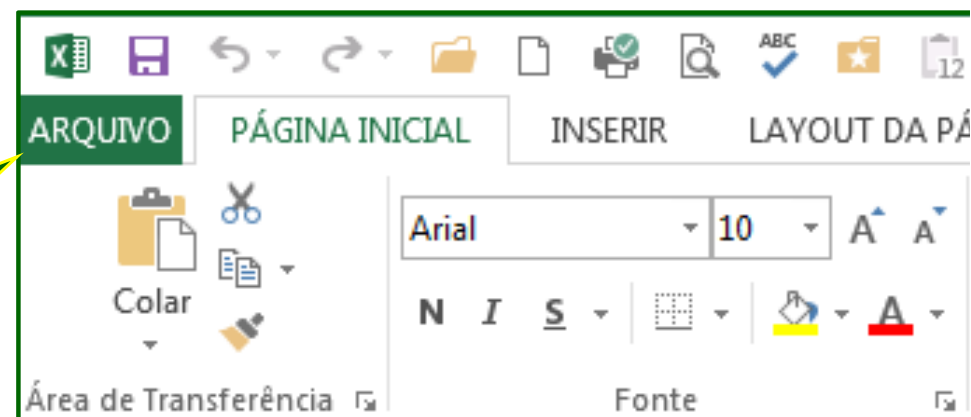 ABC
12
ARQUIVO PÁGINA INICIAL INSERIR LAYOUT DA PÁ
Arial 10 A A
Colar N I S A
Área de Transferência Fonte